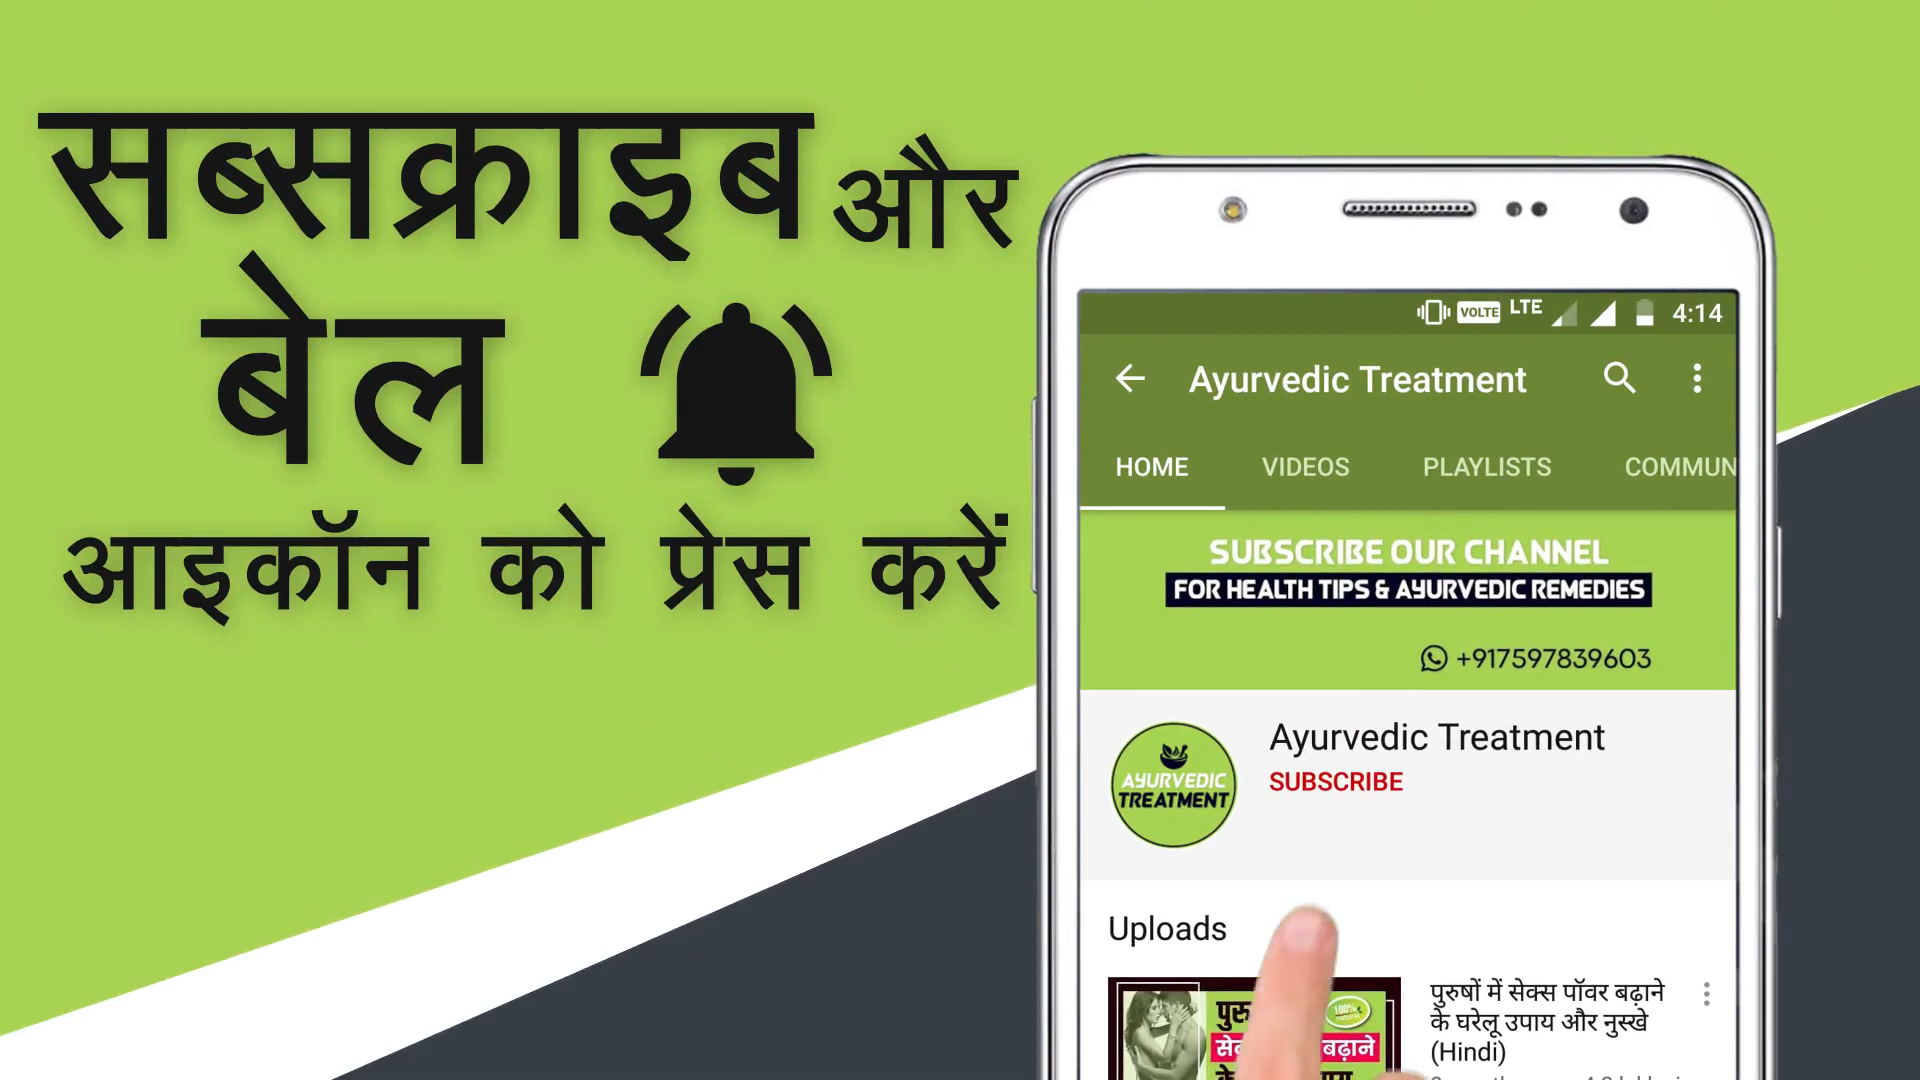 सब्सक्राइब और
बेल
आइकॉन को प्रेस करें
VOLTE LTE 4:14
Ayurvedic Treatment
HOME VIDEOS PLAYLISTS COMMUN
SUBSCRIBE OUR CHANNEL
FOR HEALTH TIPS & AYURVEDIC REMEDIES
+917597839603
Ayurvedic Treatment
SUBSCRIBE
AYURVEDIC
TREATMENT
Uploads
पुरुषों में सेक्स पॉवर बढ़ाने
के घरेलू उपाय और नुस्खे
(Hindi)
100%
बढ़ाने